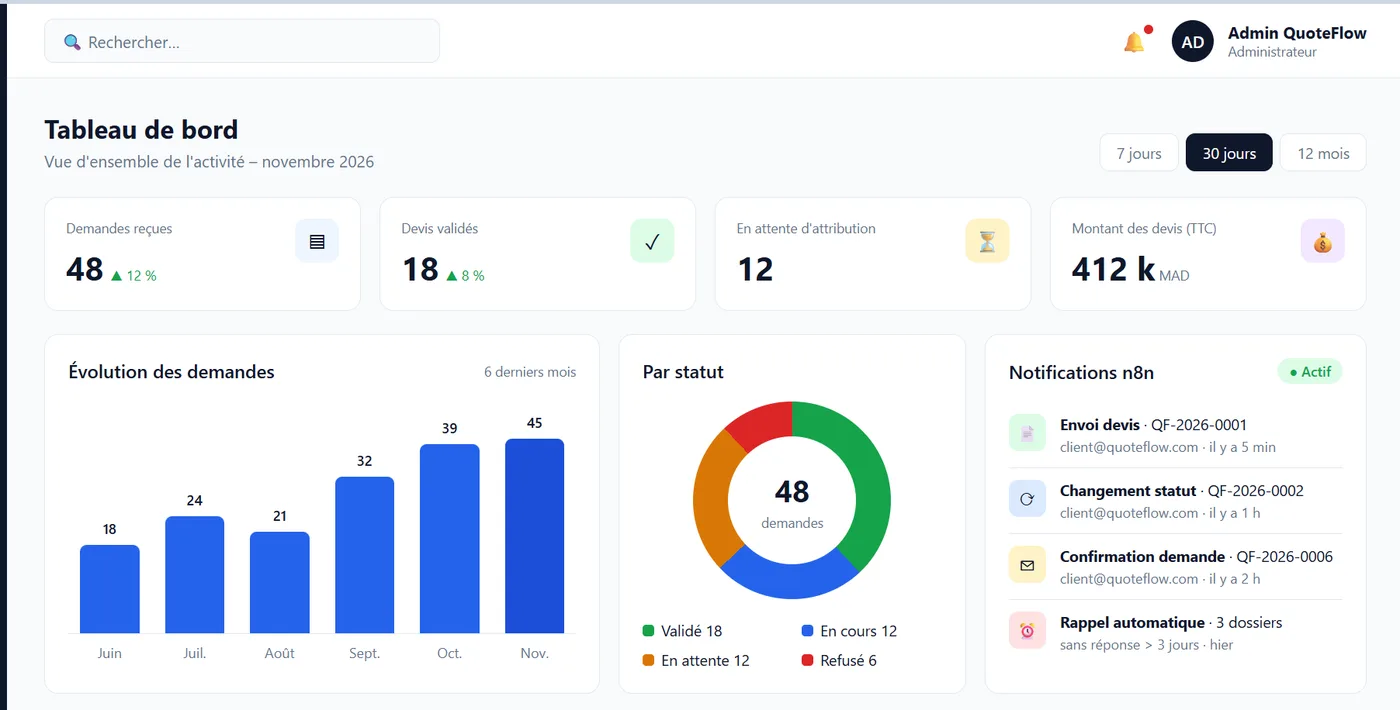 Rechercher...
AD
Admin QuoteFlow
Administrateur
Tableau de bord
Vue d'ensemble de l'activité – novembre 2026
7 jours
30 jours
12 mois
Demandes reçues
48 ▲ 12 %
Devis validés
18 ▲ 8 %
En attente d'attribution
12
Montant des devis (TTC)
412 k MAD
Évolution des demandes
6 derniers mois
18
24
21
32
39
45
Juin
Juil.
Août
Sept.
Oct.
Nov.
Par statut
48
demandes
Validé 18
En cours 12
En attente 12
Refusé 6
Notifications n8n
● Actif
Envoi devis · QF-2026-0001
client@quoteflow.com · il y a 5 min
Changement statut · QF-2026-0002
client@quoteflow.com · il y a 1 h
Confirmation demande · QF-2026-0006
client@quoteflow.com · il y a 2 h
Rappel automatique · 3 dossiers
sans réponse > 3 jours · hier